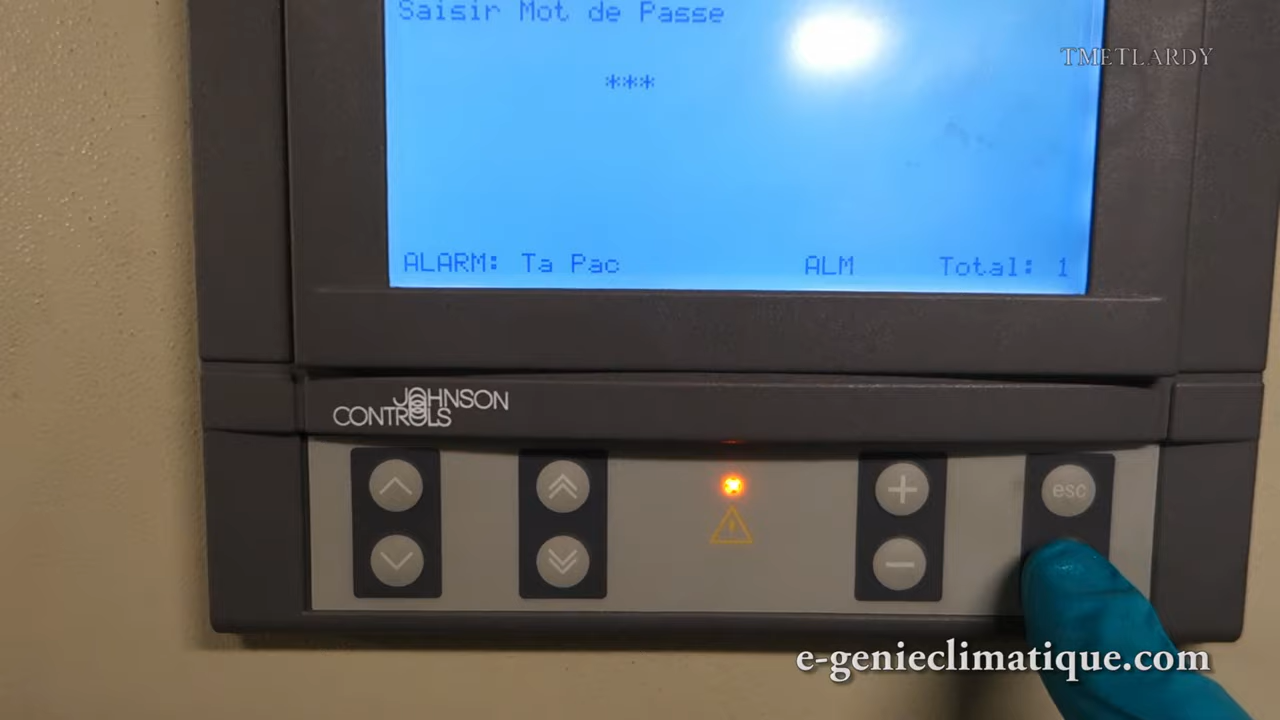 Saisir Mot de Passe
TMETLARDY
***
ALARM: Ta Pac ALM Total: 1
JOHNSON
CONTROLS
esc
e-genieclimatique.com